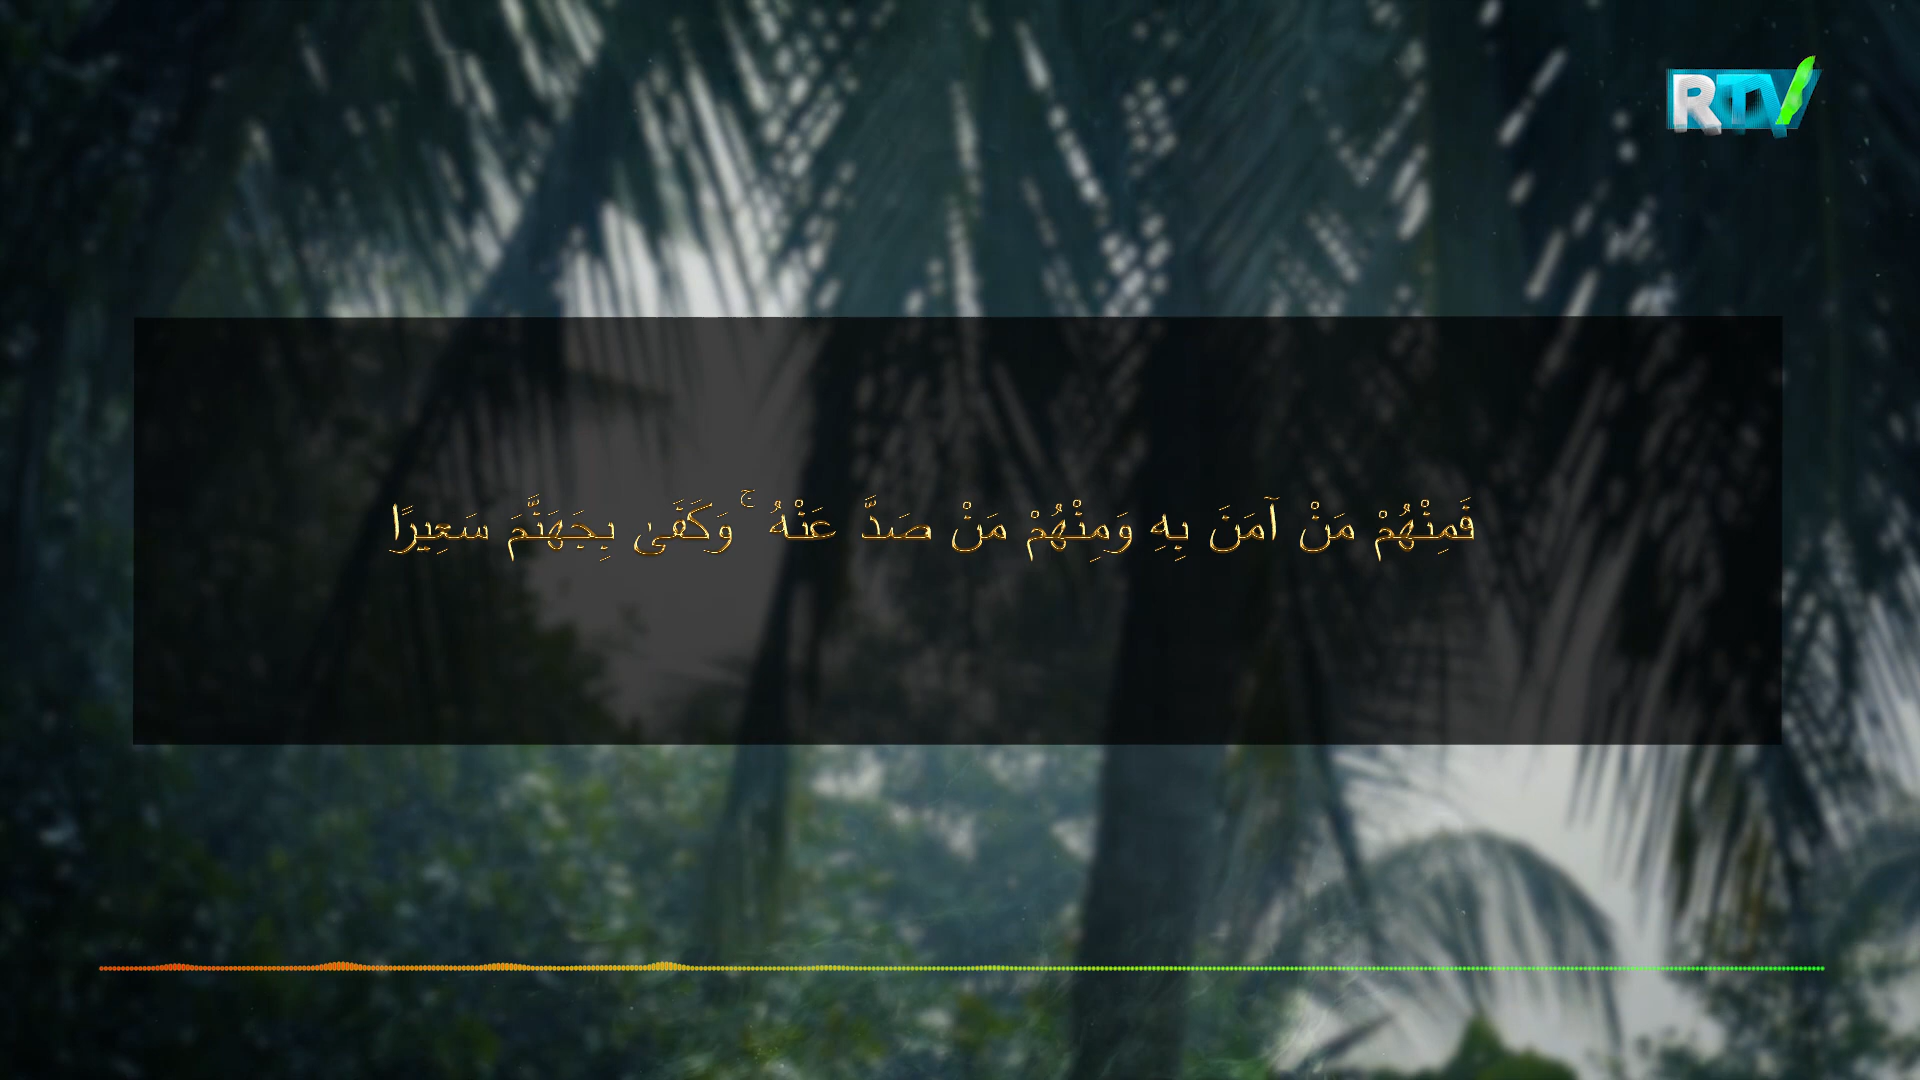 RTV
فَمِنْهُمْ مَنْ آمَنَ بِهِ وَمِنْهُمْ مَنْ صَدَّ عَنْهُ ۚ وَكَفَىٰ بِجَهَنَّمَ سَعِيرًا